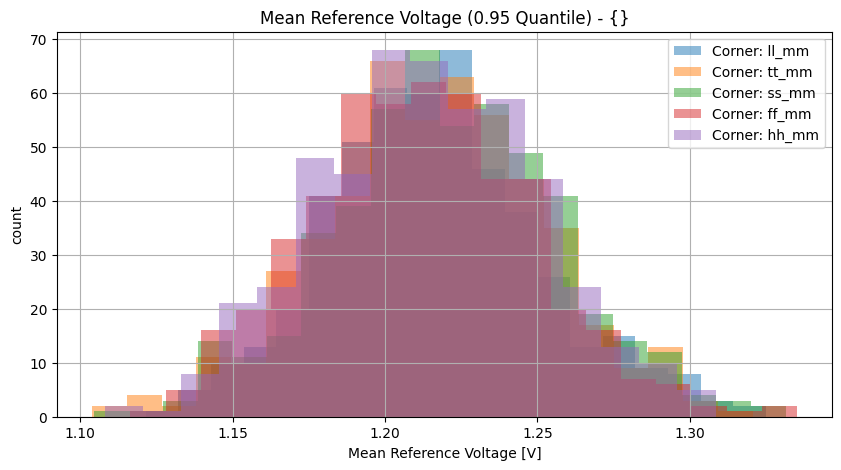 Mean Reference Voltage (0.95 Quantile) - {}
Corner: ll_mm
Corner: tt_mm
Corner: ss_mm
Corner: ff_mm
Corner: hh_mm
count
70
60
50
40
30
20
10
0
1.10 1.15 1.20 1.25 1.30
Mean Reference Voltage [V]